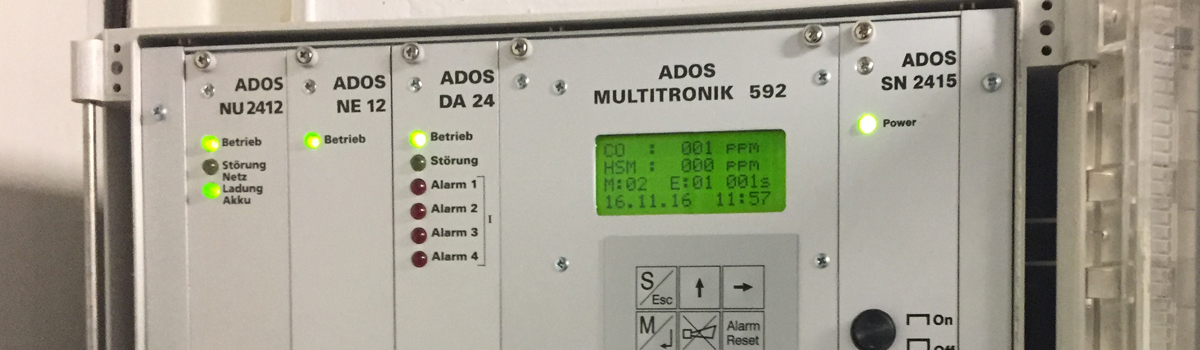 ADOS
NU 2412
Betrieb
Störung
Netz
Ladung
Akku
ADOS
NE 12
Betrieb
ADOS
DA 24
Betrieb
Störung
Alarm 1
Alarm 2
Alarm 3
Alarm 4
I
ADOS
MULTITRONIK 592
CO : 001 PPM
HSM : 000 PPM
M:02 E:01 001s
16.11.16 11:57
S
Esc
M
Alarm
Reset
ADOS
SN 2415
Power
On
Off